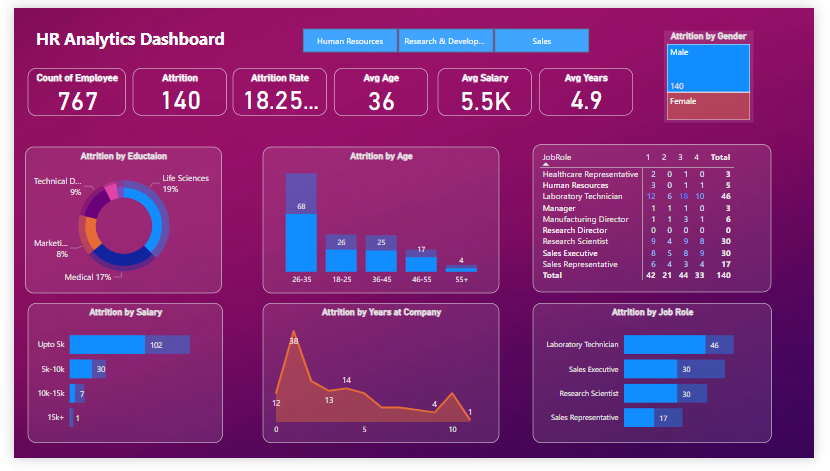 HR Analytics Dashboard
Human Resources
Research & Develop...
Sales
Attrition by Gender
Male
140
Female
Count of Employee
767
Attrition
140
Attrition Rate
18.25...
Avg Age
36
Avg Salary
5.5K
Avg Years
4.9
Attrition by Eductaion
Life Sciences
19%
Technical D...
9%
Marketi...
8%
Medical 17%
Attrition by Age
68
26
25
17
4
26-35 18-25 36-45 46-55 55+
JobRole 1 2 3 4 Total
Healthcare Representative 2 0 1 0 3
Human Resources 3 0 1 1 5
Laboratory Technician 12 6 18 10 46
Manager 1 1 1 0 3
Manufacturing Director 1 1 3 1 6
Research Director 0 0 0 0 0
Research Scientist 9 4 9 8 30
Sales Executive 8 5 8 9 30
Sales Representative 6 4 3 4 17
Total 42 21 44 33 140
Attrition by Salary
Upto 5k 102
5k-10k 30
10k-15k 7
15k+ 1
Attrition by Years at Company
38
12
13
14
4
1
0 5 10
Attrition by Job Role
Laboratory Technician 46
Sales Executive 30
Research Scientist 30
Sales Representative 17